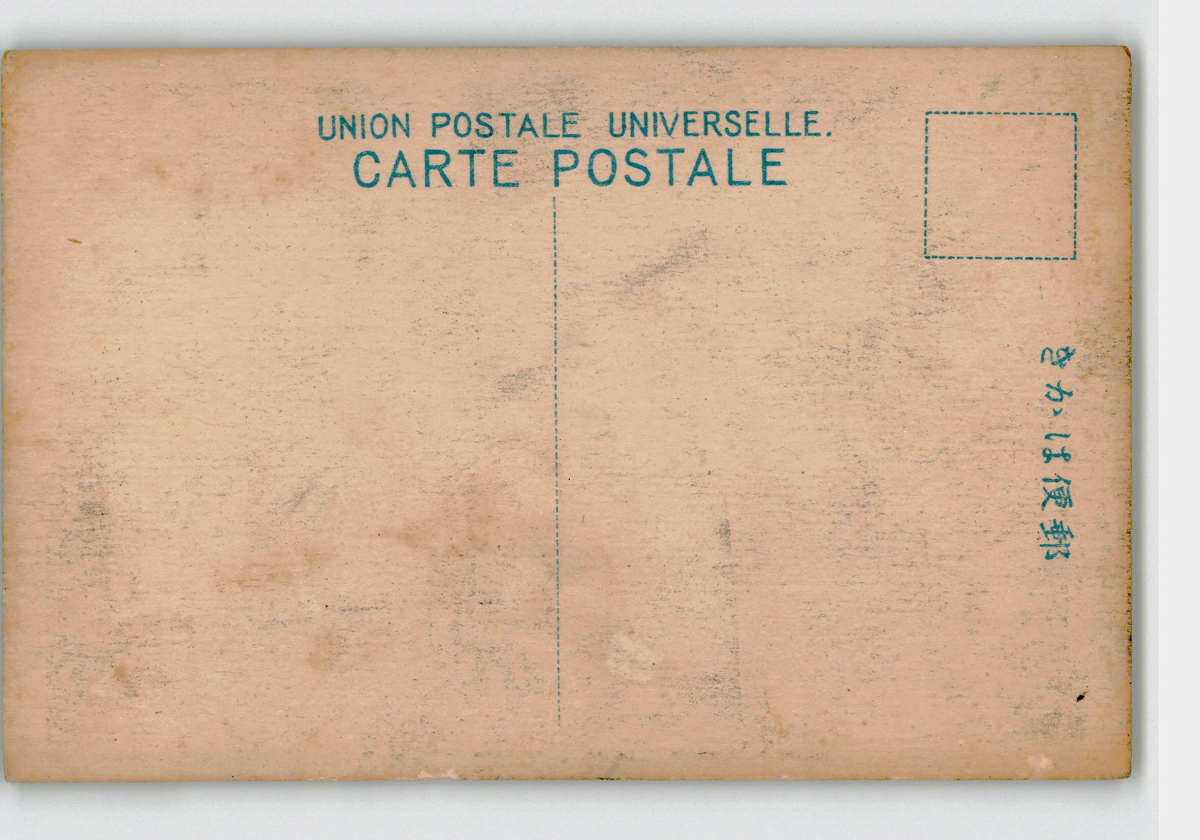 UNION POSTALE UNIVERSELLE.
CARTE POSTALE
郵便はかき